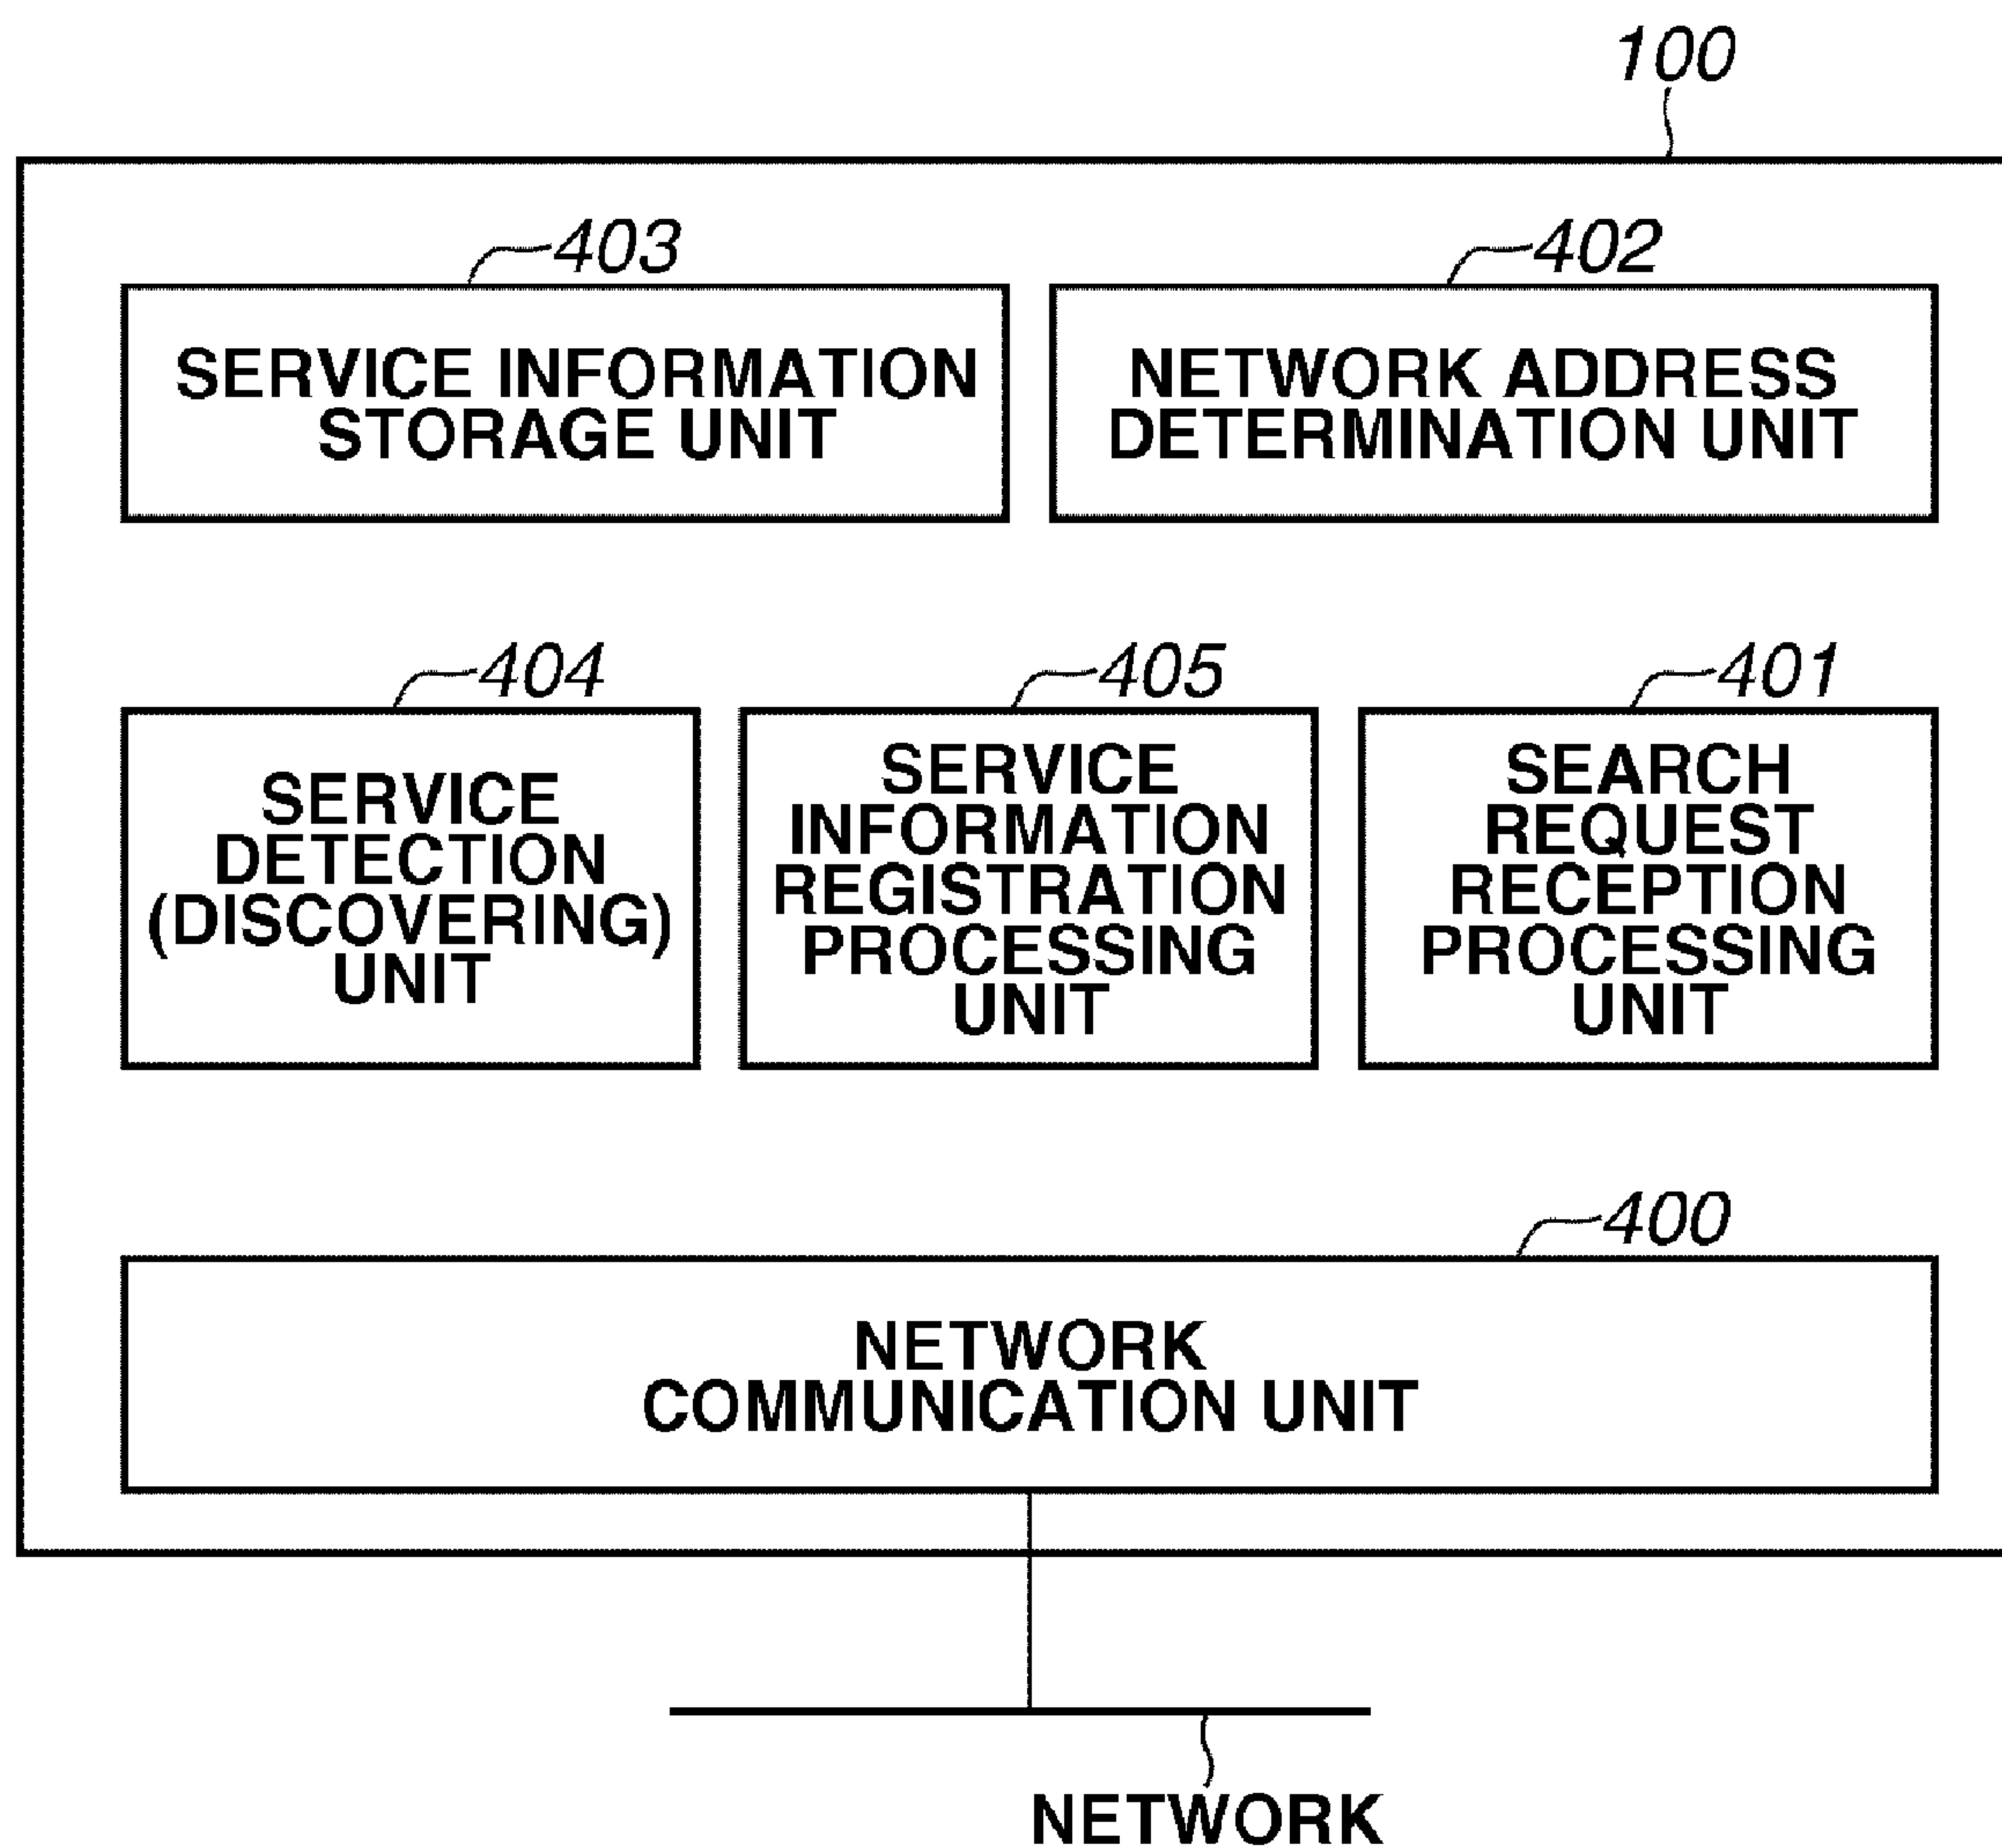 100
403
402
SERVICE INFORMATION
STORAGE UNIT
NETWORK ADDRESS
DETERMINATION UNIT
404
405
401
SERVICE
DETECTION
(DISCOVERING)
UNIT
SERVICE
INFORMATION
REGISTRATION
PROCESSING
UNIT
SEARCH
REQUEST
RECEPTION
PROCESSING
UNIT
400
NETWORK
COMMUNICATION UNIT
NETWORK